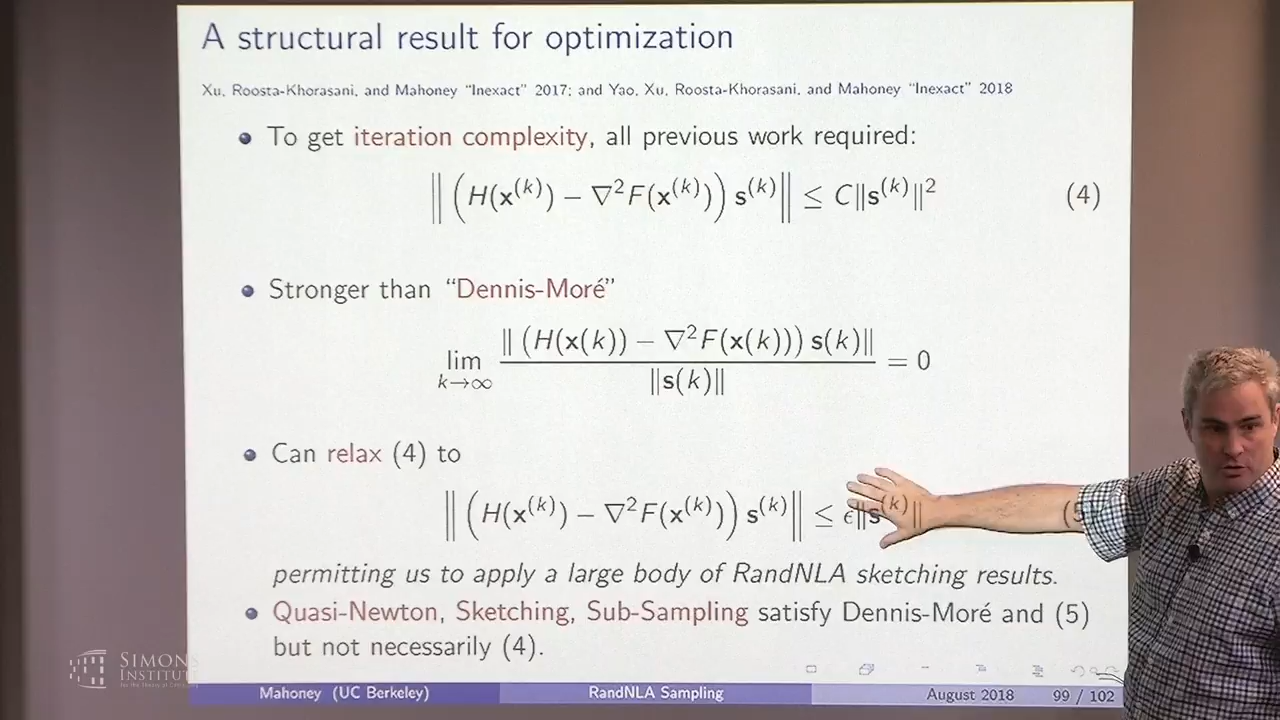 A structural result for optimization
Xu, Roosta-Khorasani, and Mahoney “Inexact” 2017; and Yao, Xu, Roosta-Khorasani, and Mahoney “Inexact” 2018
To get iteration complexity, all previous work required:
‖(H(x^(k)) − ∇²F(x^(k))) s^(k)‖ ≤ C‖s^(k)‖² (4)
Stronger than “Dennis-Moré”
lim k→∞ ‖(H(x(k)) − ∇²F(x(k))) s(k)‖ / ‖s(k)‖ = 0
Can relax (4) to
‖(H(x^(k)) − ∇²F(x^(k))) s^(k)‖ ≤ ϵ‖s^(k)‖ (5
permitting us to apply a large body of RandNLA sketching results.
Quasi-Newton, Sketching, Sub-Sampling satisfy Dennis-Moré and (5)
but not necessarily (4).
SIMONS
INSTITUTE
Mahoney (UC Berkeley) RandNLA Sampling August 2018 99 / 102